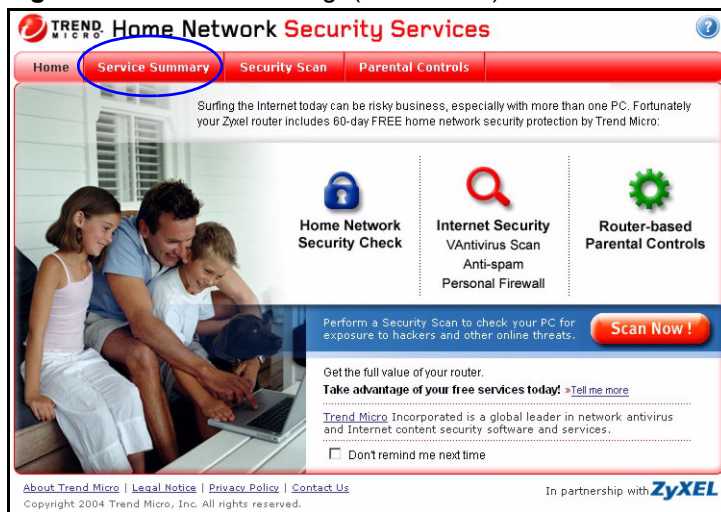 TREND MICRO Home Network Security Services
?
Home Service Summary Security Scan Parental Controls
Surfing the Internet today can be risky business, especially with more than one PC. Fortunately
your Zyxel router includes 60-day FREE home network security protection by Trend Micro:
Home Network
Security Check
Internet Security
VAntivirus Scan
Anti-spam
Personal Firewall
Router-based
Parental Controls
Perform a Security Scan to check your PC for
exposure to hackers and other online threats.
Scan Now !
Get the full value of your router.
Take advantage of your free services today! »Tell me more
Trend Micro Incorporated is a global leader in network antivirus
and Internet content security software and services.
Don't remind me next time
About Trend Micro | Legal Notice | Privacy Policy | Contact Us
In partnership with ZyXEL
Copyright 2004 Trend Micro, Inc. All rights reserved.